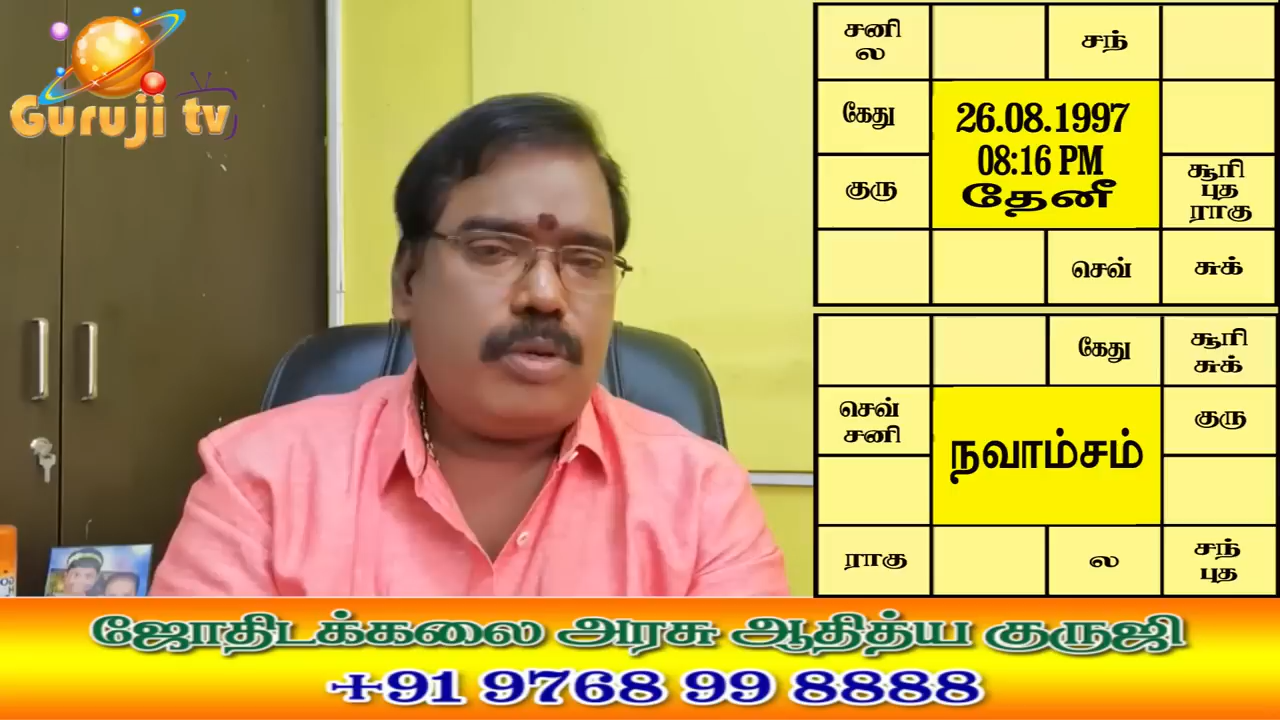 Guruji tv
சனி
ல
சந்
கேது
26.08.1997
08:16 PM
தேனீ
குரு
சூரி
புத
ராகு
செவ்
சுக்
கேது
சூரி
சுக்
செவ்
சனி
குரு
நவாம்சம்
ராகு
ல
சந்
புத
ஜோதிடக்கலை அரசு ஆதித்ய குருஜி
+91 9768 99 8888